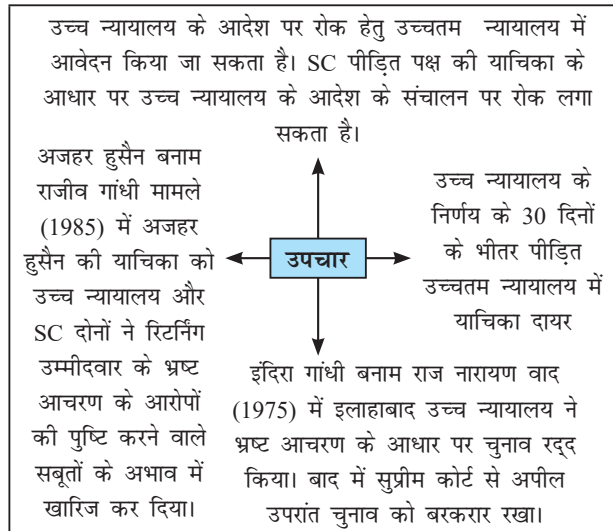 उच्च न्यायालय के आदेश पर रोक हेतु उच्चतम न्यायालय में
आवेदन किया जा सकता है। SC पीड़ित पक्ष की याचिका के
आधार पर उच्च न्यायालय के आदेश के संचालन पर रोक लगा
सकता है।
अजहर हुसैन बनाम
राजीव गांधी मामले
(1985) में अजहर
हुसैन की याचिका को
उच्च न्यायालय और
SC दोनों ने रिटर्निंग
उम्मीदवार के भ्रष्ट
आचरण के आरोपों
की पुष्टि करने वाले
सबूतों के अभाव में
खारिज कर दिया।
उपचार
उच्च न्यायालय के
निर्णय के 30 दिनों
के भीतर पीड़ित
उच्चतम न्यायालय में
याचिका दायर
इंदिरा गांधी बनाम राज नारायण वाद
(1975) में इलाहाबाद उच्च न्यायालय ने
भ्रष्ट आचरण के आधार पर चुनाव रद्द
किया। बाद में सुप्रीम कोर्ट से अपील
उपरांत चुनाव को बरकरार रखा।